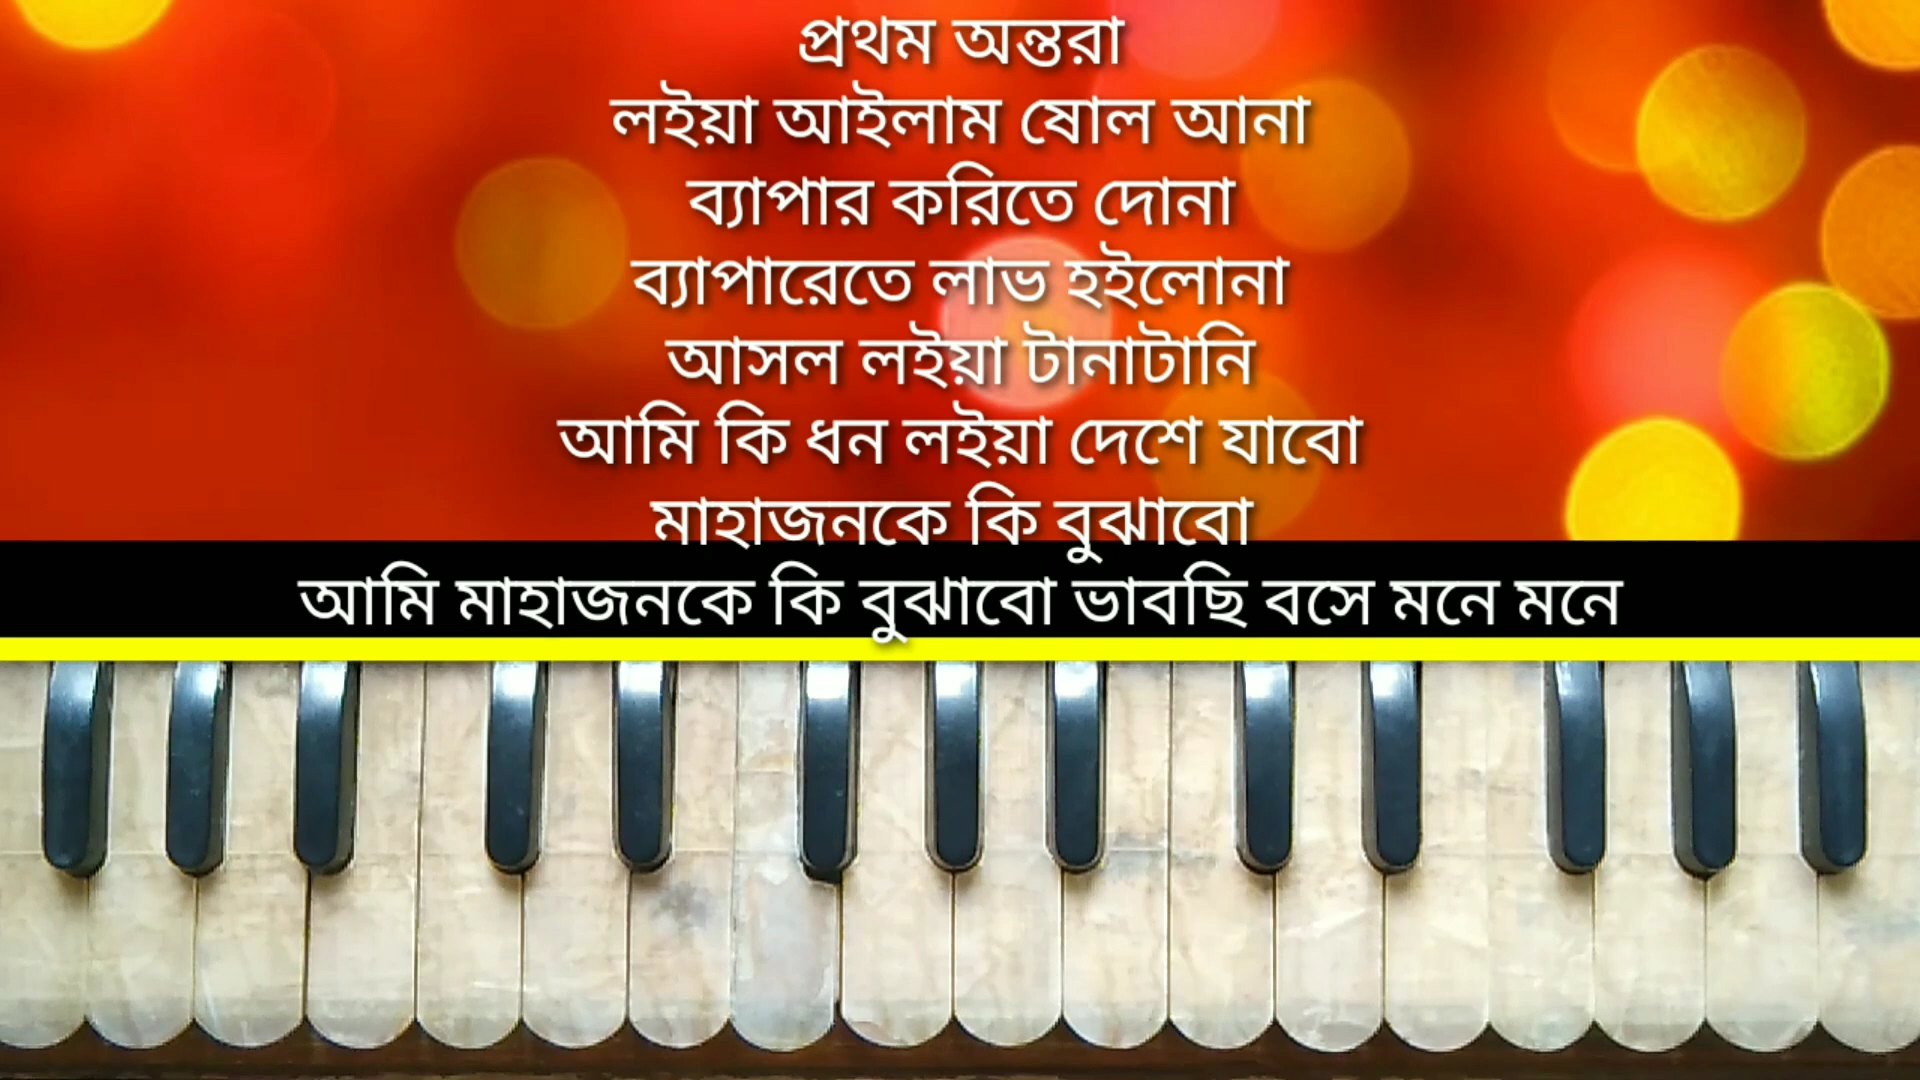 প্রথম অন্তরা
লইয়া আইলাম ষোল আনা
ব্যাপার করিতে দোনা
ব্যাপারেতে লাভ হইলোনা
আসল লইয়া টানাটানি
আমি কি ধন লইয়া দেশে যাবো
মাহাজনকে কি বুঝাবো
আমি মাহাজনকে কি বুঝাবো ভাবছি বসে মনে মনে